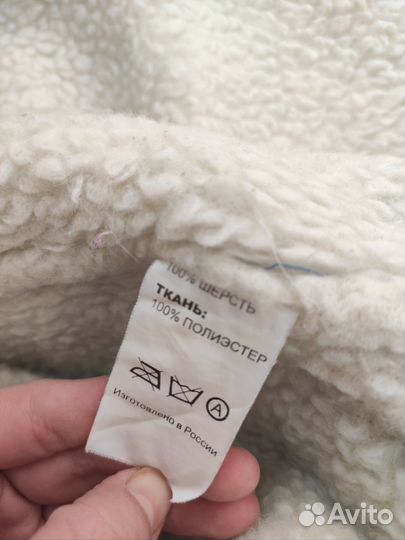 100% ШЕРСТЬ
ТКАНЬ:
100% ПОЛИЭСТЕР
A
Изготовлено в России
Avito